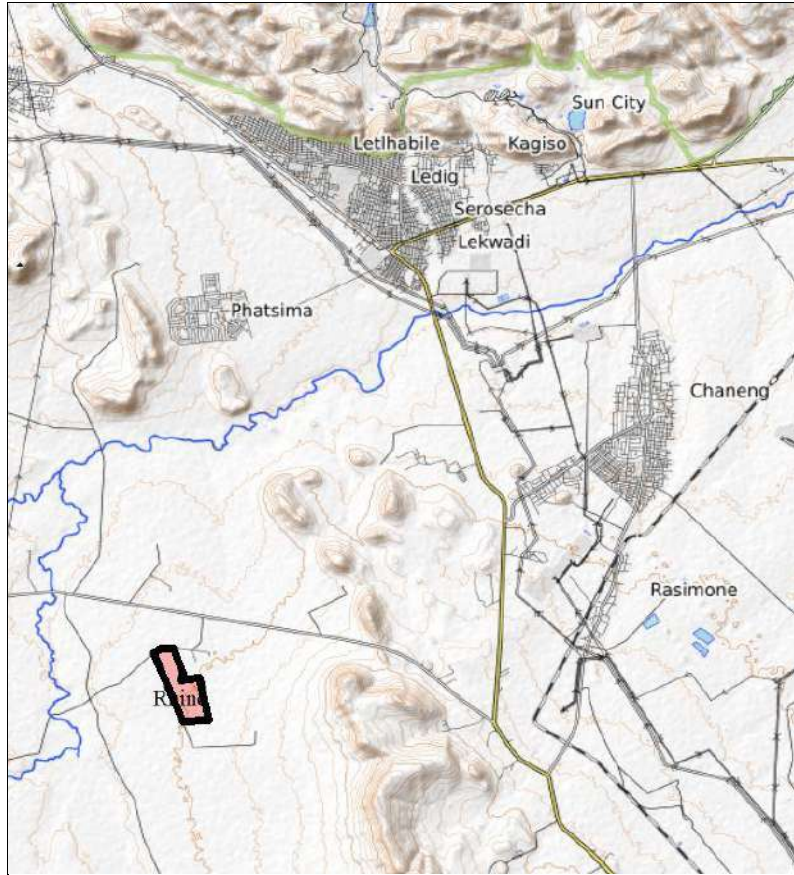 Sun City
Letlhabile
Kagiso
Ledig
Serosecha
Lekwadi
Phatsima
Chaneng
Rasimone